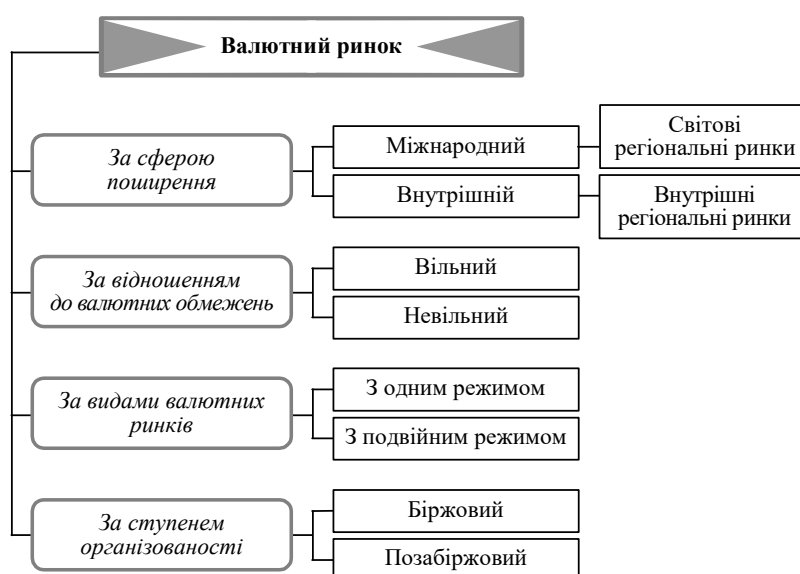 Валютний ринок
За сферою
поширення
Міжнародний
Світові
регіональні ринки
Внутрішній
Внутрішні
регіональні ринки
За відношенням
до валютних обмежень
Вільний
Невільний
За видами валютних
ринків
З одним режимом
З подвійним режимом
За ступенем
організованості
Біржовий
Позабіржовий